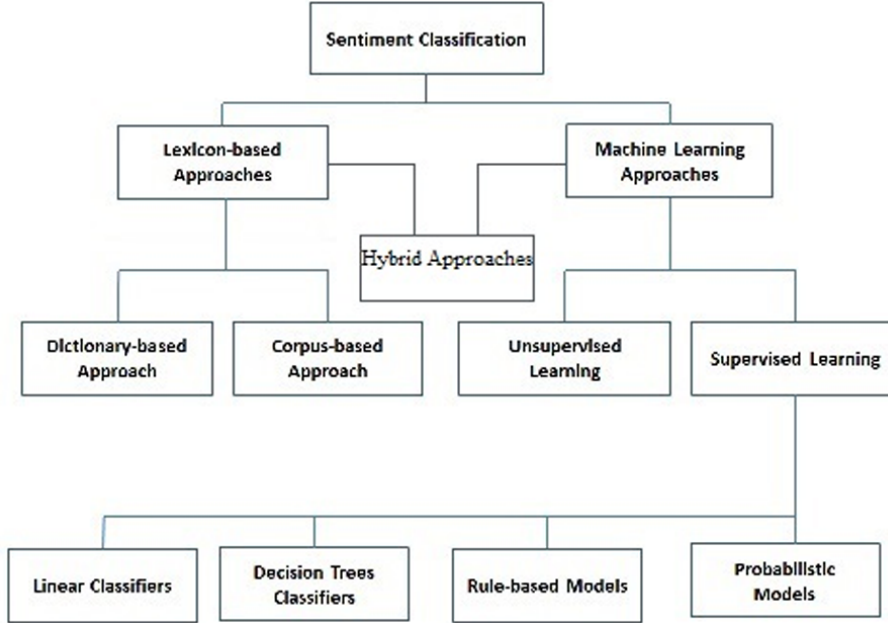 Sentiment Classification
Lexicon-based
Approaches
Machine Learning
Approaches
Hybrid Approaches
Dictionary-based
Approach
Corpus-based
Approach
Unsupervised
Learning
Supervised Learning
Linear Classifiers
Decision Trees
Classifiers
Rule-based Models
Probabilistic
Models